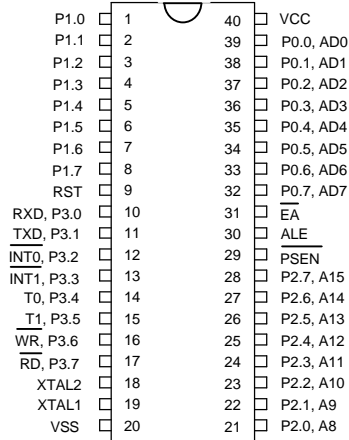 P1.0 1 40 VCC
P1.1 2 39 P0.0, AD0
P1.2 3 38 P0.1, AD1
P1.3 4 37 P0.2, AD2
P1.4 5 36 P0.3, AD3
P1.5 6 35 P0.4, AD4
P1.6 7 34 P0.5, AD5
P1.7 8 33 P0.6, AD6
RST 9 32 P0.7, AD7
RXD, P3.0 10 31 E̅A̅
TXD, P3.1 11 30 ALE
I̅N̅T̅0̅, P3.2 12 29 P̅S̅E̅N̅
I̅N̅T̅1̅, P3.3 13 28 P2.7, A15
T0, P3.4 14 27 P2.6, A14
T1, P3.5 15 26 P2.5, A13
W̅R̅, P3.6 16 25 P2.4, A12
R̅D̅, P3.7 17 24 P2.3, A11
XTAL2 18 23 P2.2, A10
XTAL1 19 22 P2.1, A9
VSS 20 21 P2.0, A8